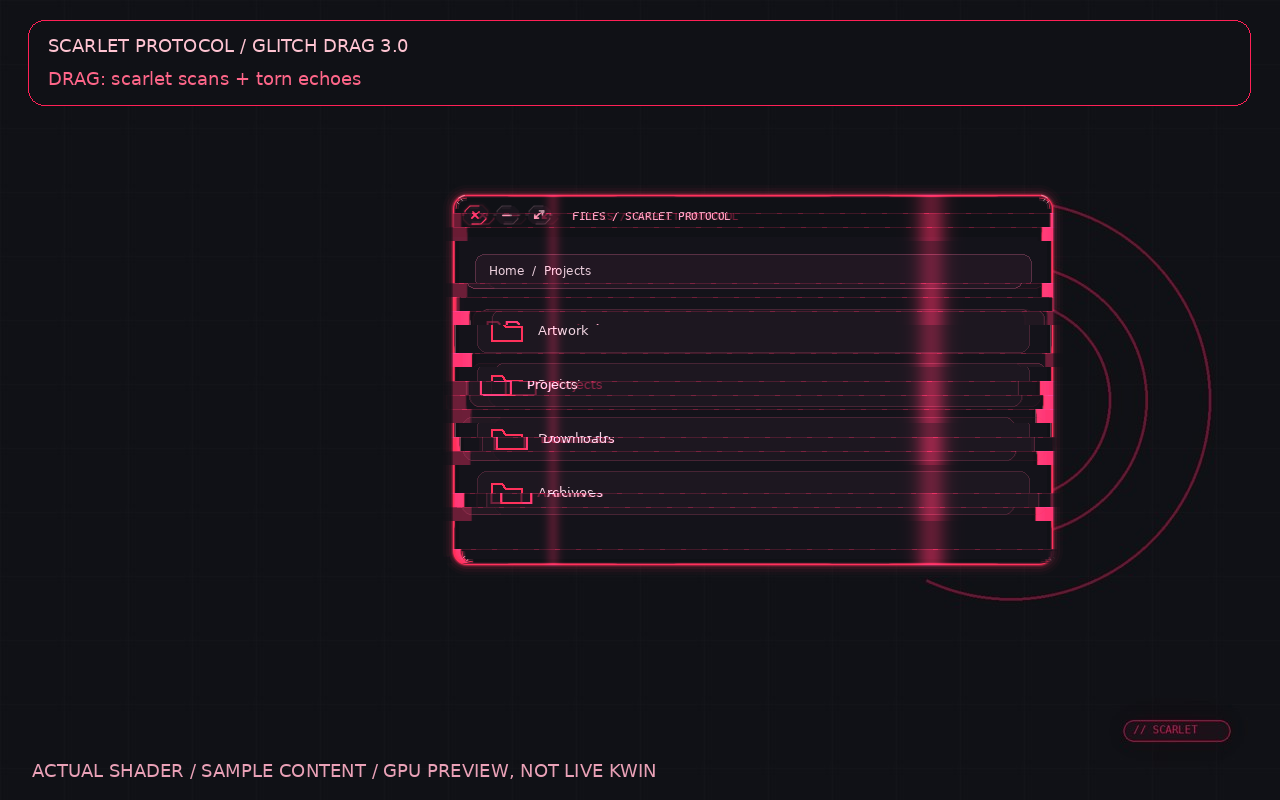 SCARLET PROTOCOL / GLITCH DRAG 3.0
DRAG: scarlet scans + torn echoes
FILES / SCARLET PROTOCOL
Home / Projects
Artwork
Projects
Downloads
Archives
// SCARLET
ACTUAL SHADER / SAMPLE CONTENT / GPU PREVIEW, NOT LIVE KWIN